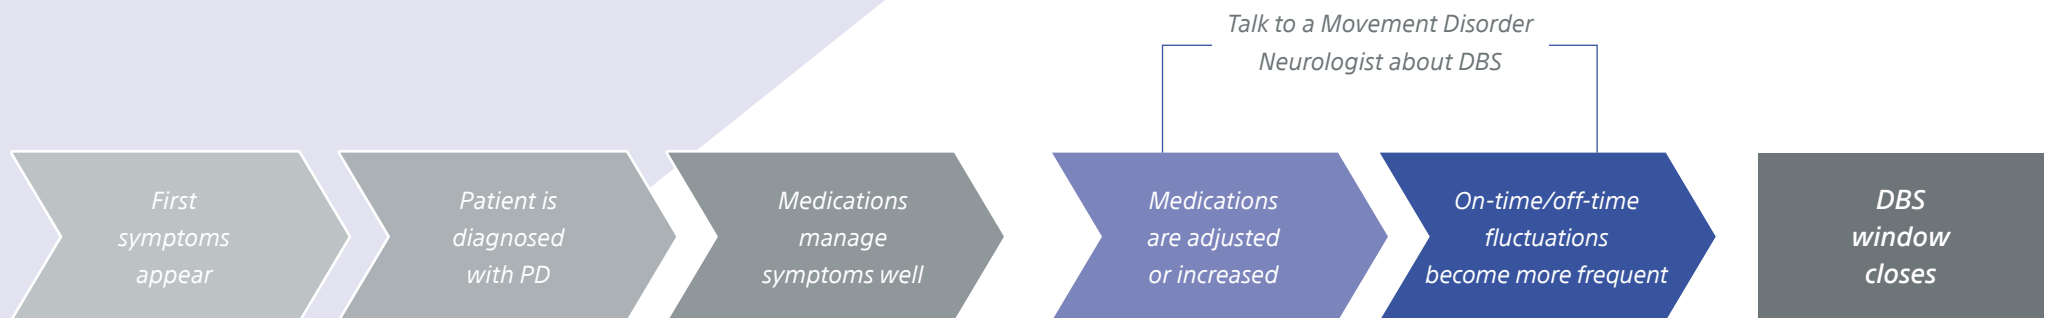 Talk to a Movement Disorder
Neurologist about DBS
First
symptoms
appear
Patient is
diagnosed
with PD
Medications
manage
symptoms well
Medications
are adjusted
or increased
On-time/off-time
fluctuations
become more frequent
DBS
window
closes